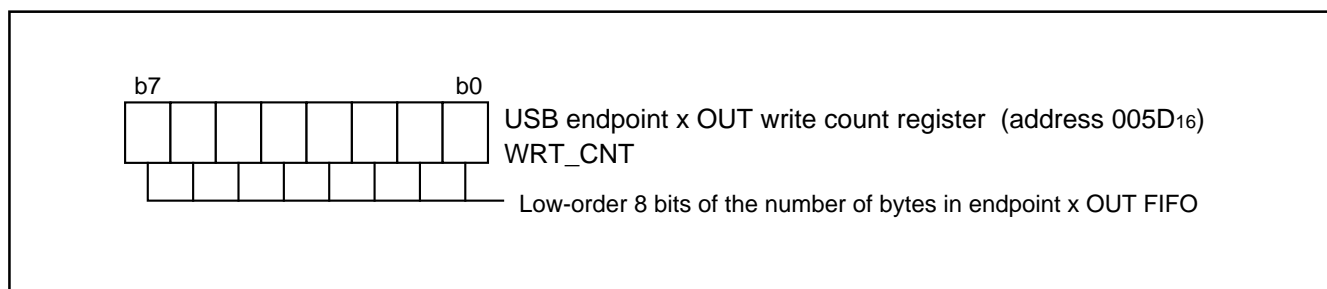 b7 b0
USB endpoint x OUT write count register (address 005D₁₆)
WRT_CNT
Low-order 8 bits of the number of bytes in endpoint x OUT FIFO